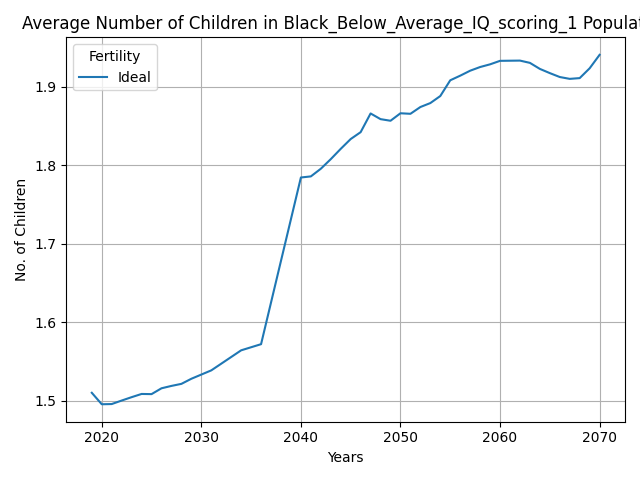 Average Number of Children in Black_Below_Average_IQ_scoring_1 Populat
Fertility
Ideal
No. of Children
1.9
1.8
1.7
1.6
1.5
2020 2030 2040 2050 2060 2070
Years